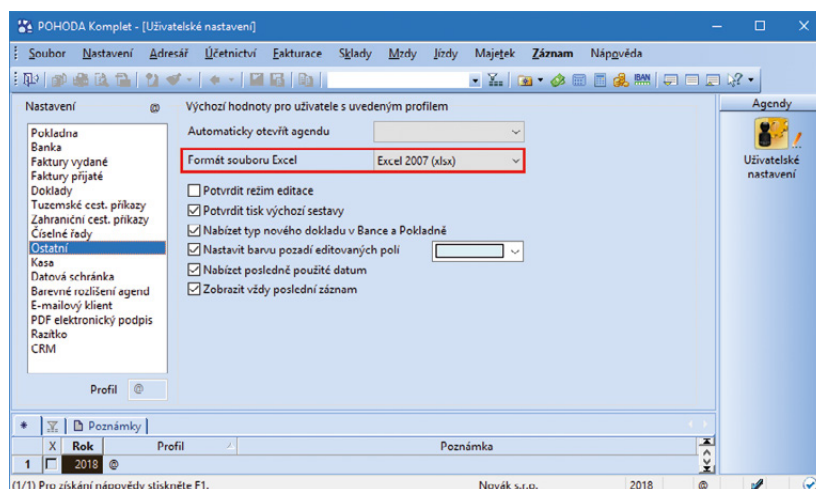 POHODA Komplet - [Uživatelské nastavení]
Soubor Nastavení Adresář Účetnictví Fakturace Sklady Mzdy Jízdy Majetek Záznam Nápověda
Nastavení @
Pokladna
Banka
Faktury vydané
Faktury přijaté
Doklady
Tuzemské cest. příkazy
Zahraniční cest. příkazy
Číselné řady
Ostatní
Kasa
Datová schránka
Barevné rozlišení agend
E-mailový klient
PDF elektronický podpis
Razítko
CRM
Profil @
Výchozí hodnoty pro uživatele s uvedeným profilem
Automaticky otevřít agendu
Formát souboru Excel Excel 2007 (xlsx)
Potvrdit režim editace
Potvrdit tisk výchozí sestavy
Nabízet typ nového dokladu v Bance a Pokladně
Nastavit barvu pozadí editovaných polí
Nabízet posledně použité datum
Zobrazit vždy poslední záznam
Agendy
Uživatelské
nastavení
Poznámky
X Rok Profil Poznámka
1 2018 @
(1/1) Pro získání nápovědy stiskněte F1. Novák s.r.o. 2018 @